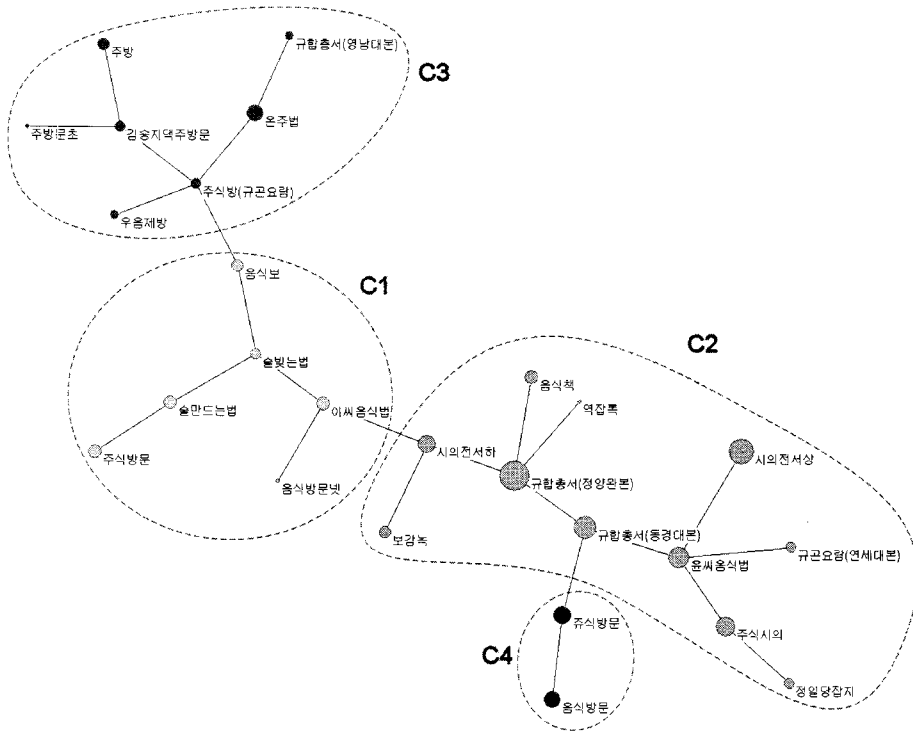 규합총서(영남대본)
주방
C3
온주법
주방문초
김승지댁주방문
주식방(규곤요람)
우음제방
음식보
C1
C2
술빚는법
음식책
술만드는법
이씨음식법
역잡록
시의전서하
시의전서상
주식방문
음식방문넷
규합총서(정양완본)
보감녹
규합총서(동경대본)
규곤요람(연세대본)
윤씨음식법
쥬식방문
주식시의
C4
정일당잡지
음식방문